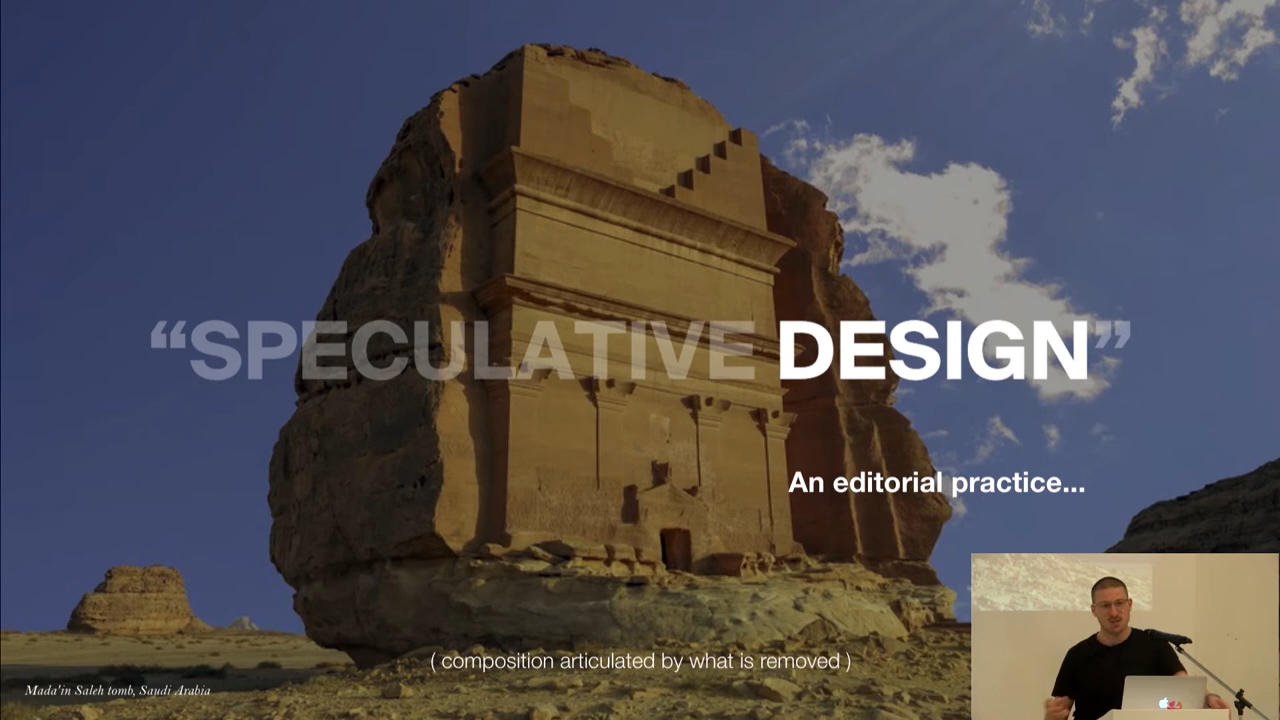 “SPECULATIVE DESIGN”
An editorial practice...
( composition articulated by what is removed )
Mada'in Saleh tomb, Saudi Arabia